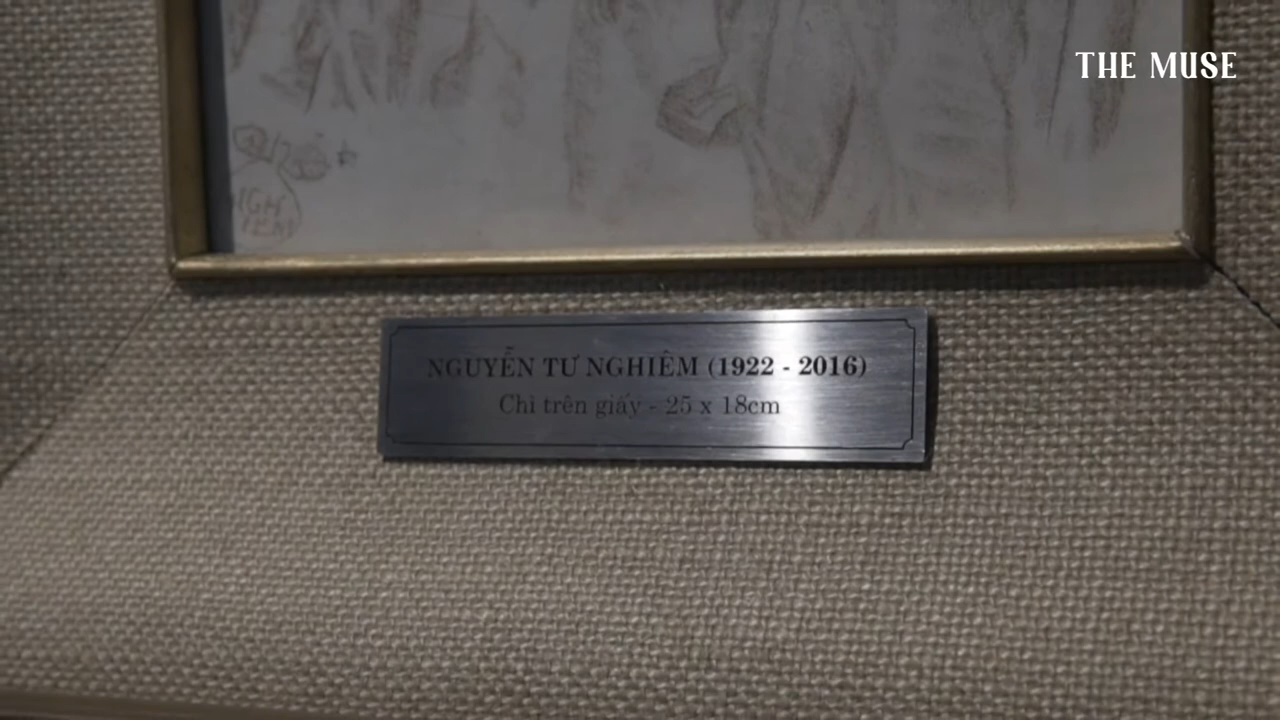 THE MUSE
NGUYỄN TƯ NGHIÊM (1922 - 2016)
Chì trên giấy - 25 x 18cm